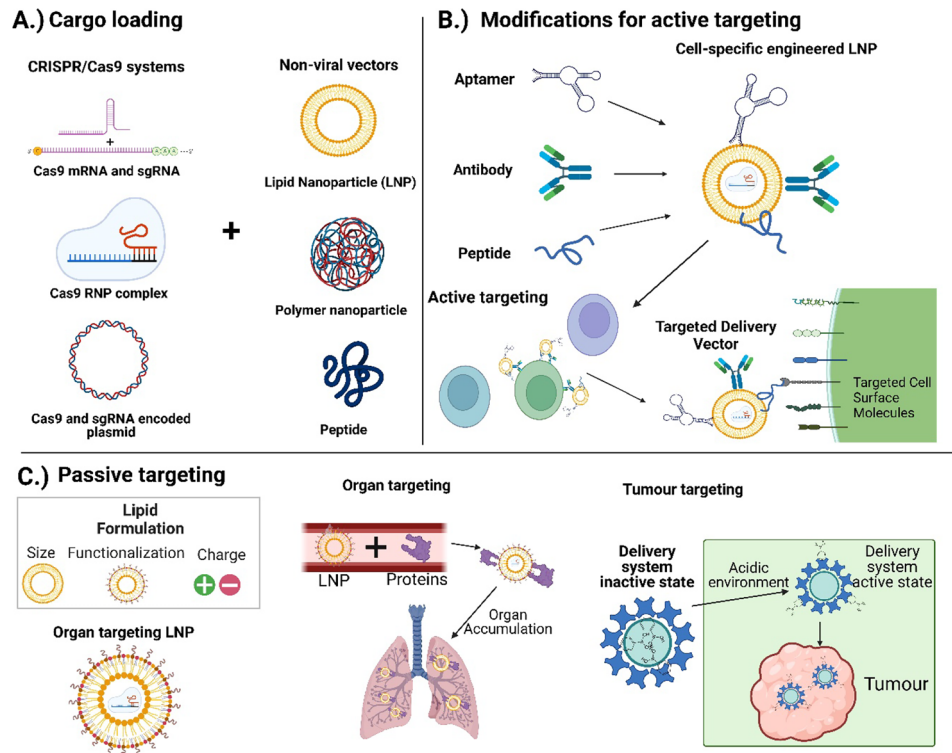 A.) Cargo loading
CRISPR/Cas9 systems
+
Cas9 mRNA and sgRNA
Cas9 RNP complex
Cas9 and sgRNA encoded
plasmid
+
Non-viral vectors
Lipid Nanoparticle (LNP)
Polymer nanoparticle
Peptide
B.) Modifications for active targeting
Cell-specific engineered LNP
Aptamer
Antibody
Peptide
Active targeting
Targeted Delivery
Vector
Targeted Cell
Surface
Molecules
C.) Passive targeting
Lipid
Formulation
Size Functionalization Charge
+ −
Organ targeting LNP
Organ targeting
+
LNP Proteins
Organ
Accumulation
Tumour targeting
Delivery
system
inactive state
Acidic
environment
Delivery
system
active state
Tumour